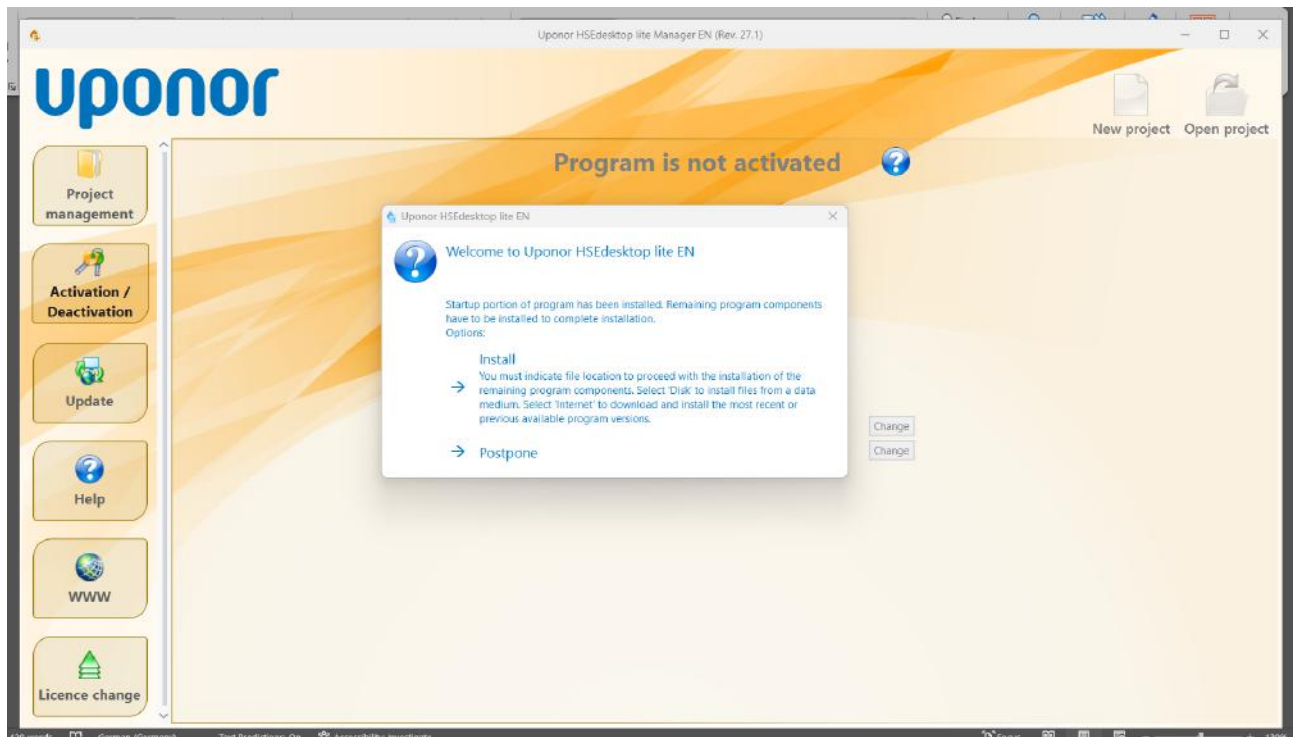 Uponor HSEdesktop lite Manager EN (Rev. 27.1)
uponor
New project
Open project
Program is not activated
Project
management
Activation /
Deactivation
Update
Help
WWW
Licence change
Uponor HSEdesktop lite EN
Welcome to Uponor HSEdesktop lite EN
Startup portion of program has been installed. Remaining program components
have to be installed to complete installation.
Options:
Install
You must indicate file location to proceed with the installation of the
remaining program components. Select 'Disk' to install files from a data
medium. Select 'Internet' to download and install the most recent or
previous available program versions.
Postpone
Change
Change